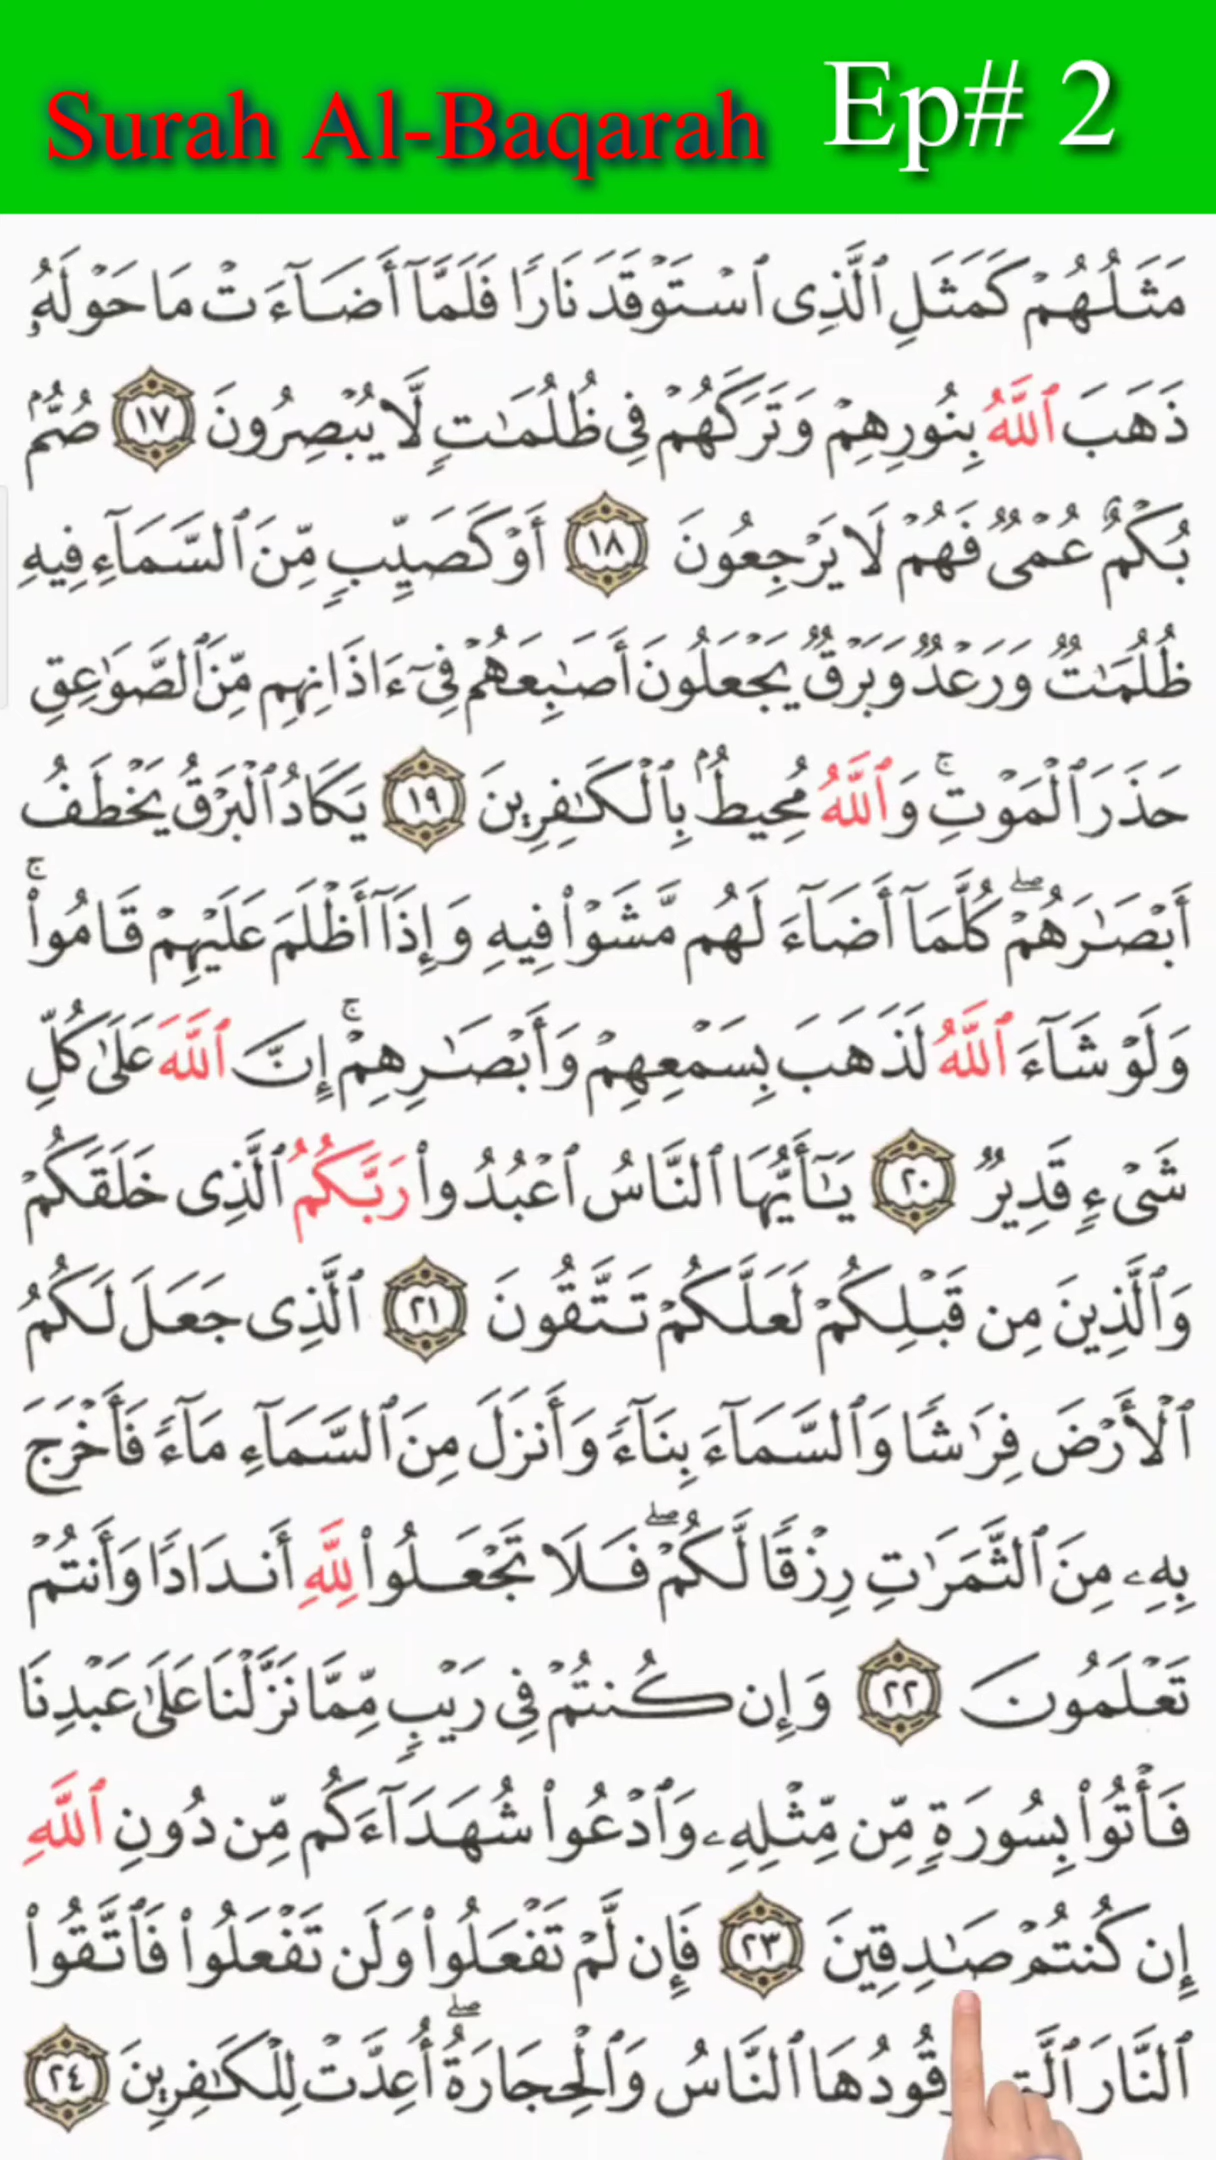 Surah Al-Baqarah Ep# 2
مَثَلُهُمْ كَمَثَلِ ٱلَّذِى ٱسْتَوْقَدَ نَارًا فَلَمَّآ أَضَآءَتْ مَا حَوْلَهُۥ
ذَهَبَ ٱللَّهُ بِنُورِهِمْ وَتَرَكَهُمْ فِى ظُلُمَـٰتٍ لَّا يُبْصِرُونَ ١٧ صُمٌّۢ
بُكْمٌ عُمْىٌ فَهُمْ لَا يَرْجِعُونَ ١٨ أَوْ كَصَيِّبٍ مِّنَ ٱلسَّمَآءِ فِيهِ
ظُلُمَـٰتٌ وَرَعْدٌ وَبَرْقٌ يَجْعَلُونَ أَصَـٰبِعَهُمْ فِىٓ ءَاذَانِهِم مِّنَ ٱلصَّوَٰعِقِ
حَذَرَ ٱلْمَوْتِ ۚ وَٱللَّهُ مُحِيطٌۢ بِٱلْكَـٰفِرِينَ ١٩ يَكَادُ ٱلْبَرْقُ يَخْطَفُ
أَبْصَـٰرَهُمْ ۖ كُلَّمَآ أَضَآءَ لَهُم مَّشَوْا۟ فِيهِ وَإِذَآ أَظْلَمَ عَلَيْهِمْ قَامُوا۟ ۚ
وَلَوْ شَآءَ ٱللَّهُ لَذَهَبَ بِسَمْعِهِمْ وَأَبْصَـٰرِهِمْ ۚ إِنَّ ٱللَّهَ عَلَىٰ كُلِّ
شَىْءٍ قَدِيرٌ ٢٠ يَـٰٓأَيُّهَا ٱلنَّاسُ ٱعْبُدُوا۟ رَبَّكُمُ ٱلَّذِى خَلَقَكُمْ
وَٱلَّذِينَ مِن قَبْلِكُمْ لَعَلَّكُمْ تَتَّقُونَ ٢١ ٱلَّذِى جَعَلَ لَكُمُ
ٱلْأَرْضَ فِرَٰشًا وَٱلسَّمَآءَ بِنَآءً وَأَنزَلَ مِنَ ٱلسَّمَآءِ مَآءً فَأَخْرَجَ
بِهِۦ مِنَ ٱلثَّمَرَٰتِ رِزْقًا لَّكُمْ ۖ فَلَا تَجْعَلُوا۟ لِلَّهِ أَندَادًا وَأَنتُمْ
تَعْلَمُونَ ٢٢ وَإِن كُنتُمْ فِى رَيْبٍ مِّمَّا نَزَّلْنَا عَلَىٰ عَبْدِنَا
فَأْتُوا۟ بِسُورَةٍ مِّن مِّثْلِهِۦ وَٱدْعُوا۟ شُهَدَآءَكُم مِّن دُونِ ٱللَّهِ
إِن كُنتُمْ صَـٰدِقِينَ ٢٣ فَإِن لَّمْ تَفْعَلُوا۟ وَلَن تَفْعَلُوا۟ فَٱتَّقُوا۟
ٱلنَّارَ ٱلَّتِى وَقُودُهَا ٱلنَّاسُ وَٱلْحِجَارَةُ ۖ أُعِدَّتْ لِلْكَـٰفِرِينَ ٢٤